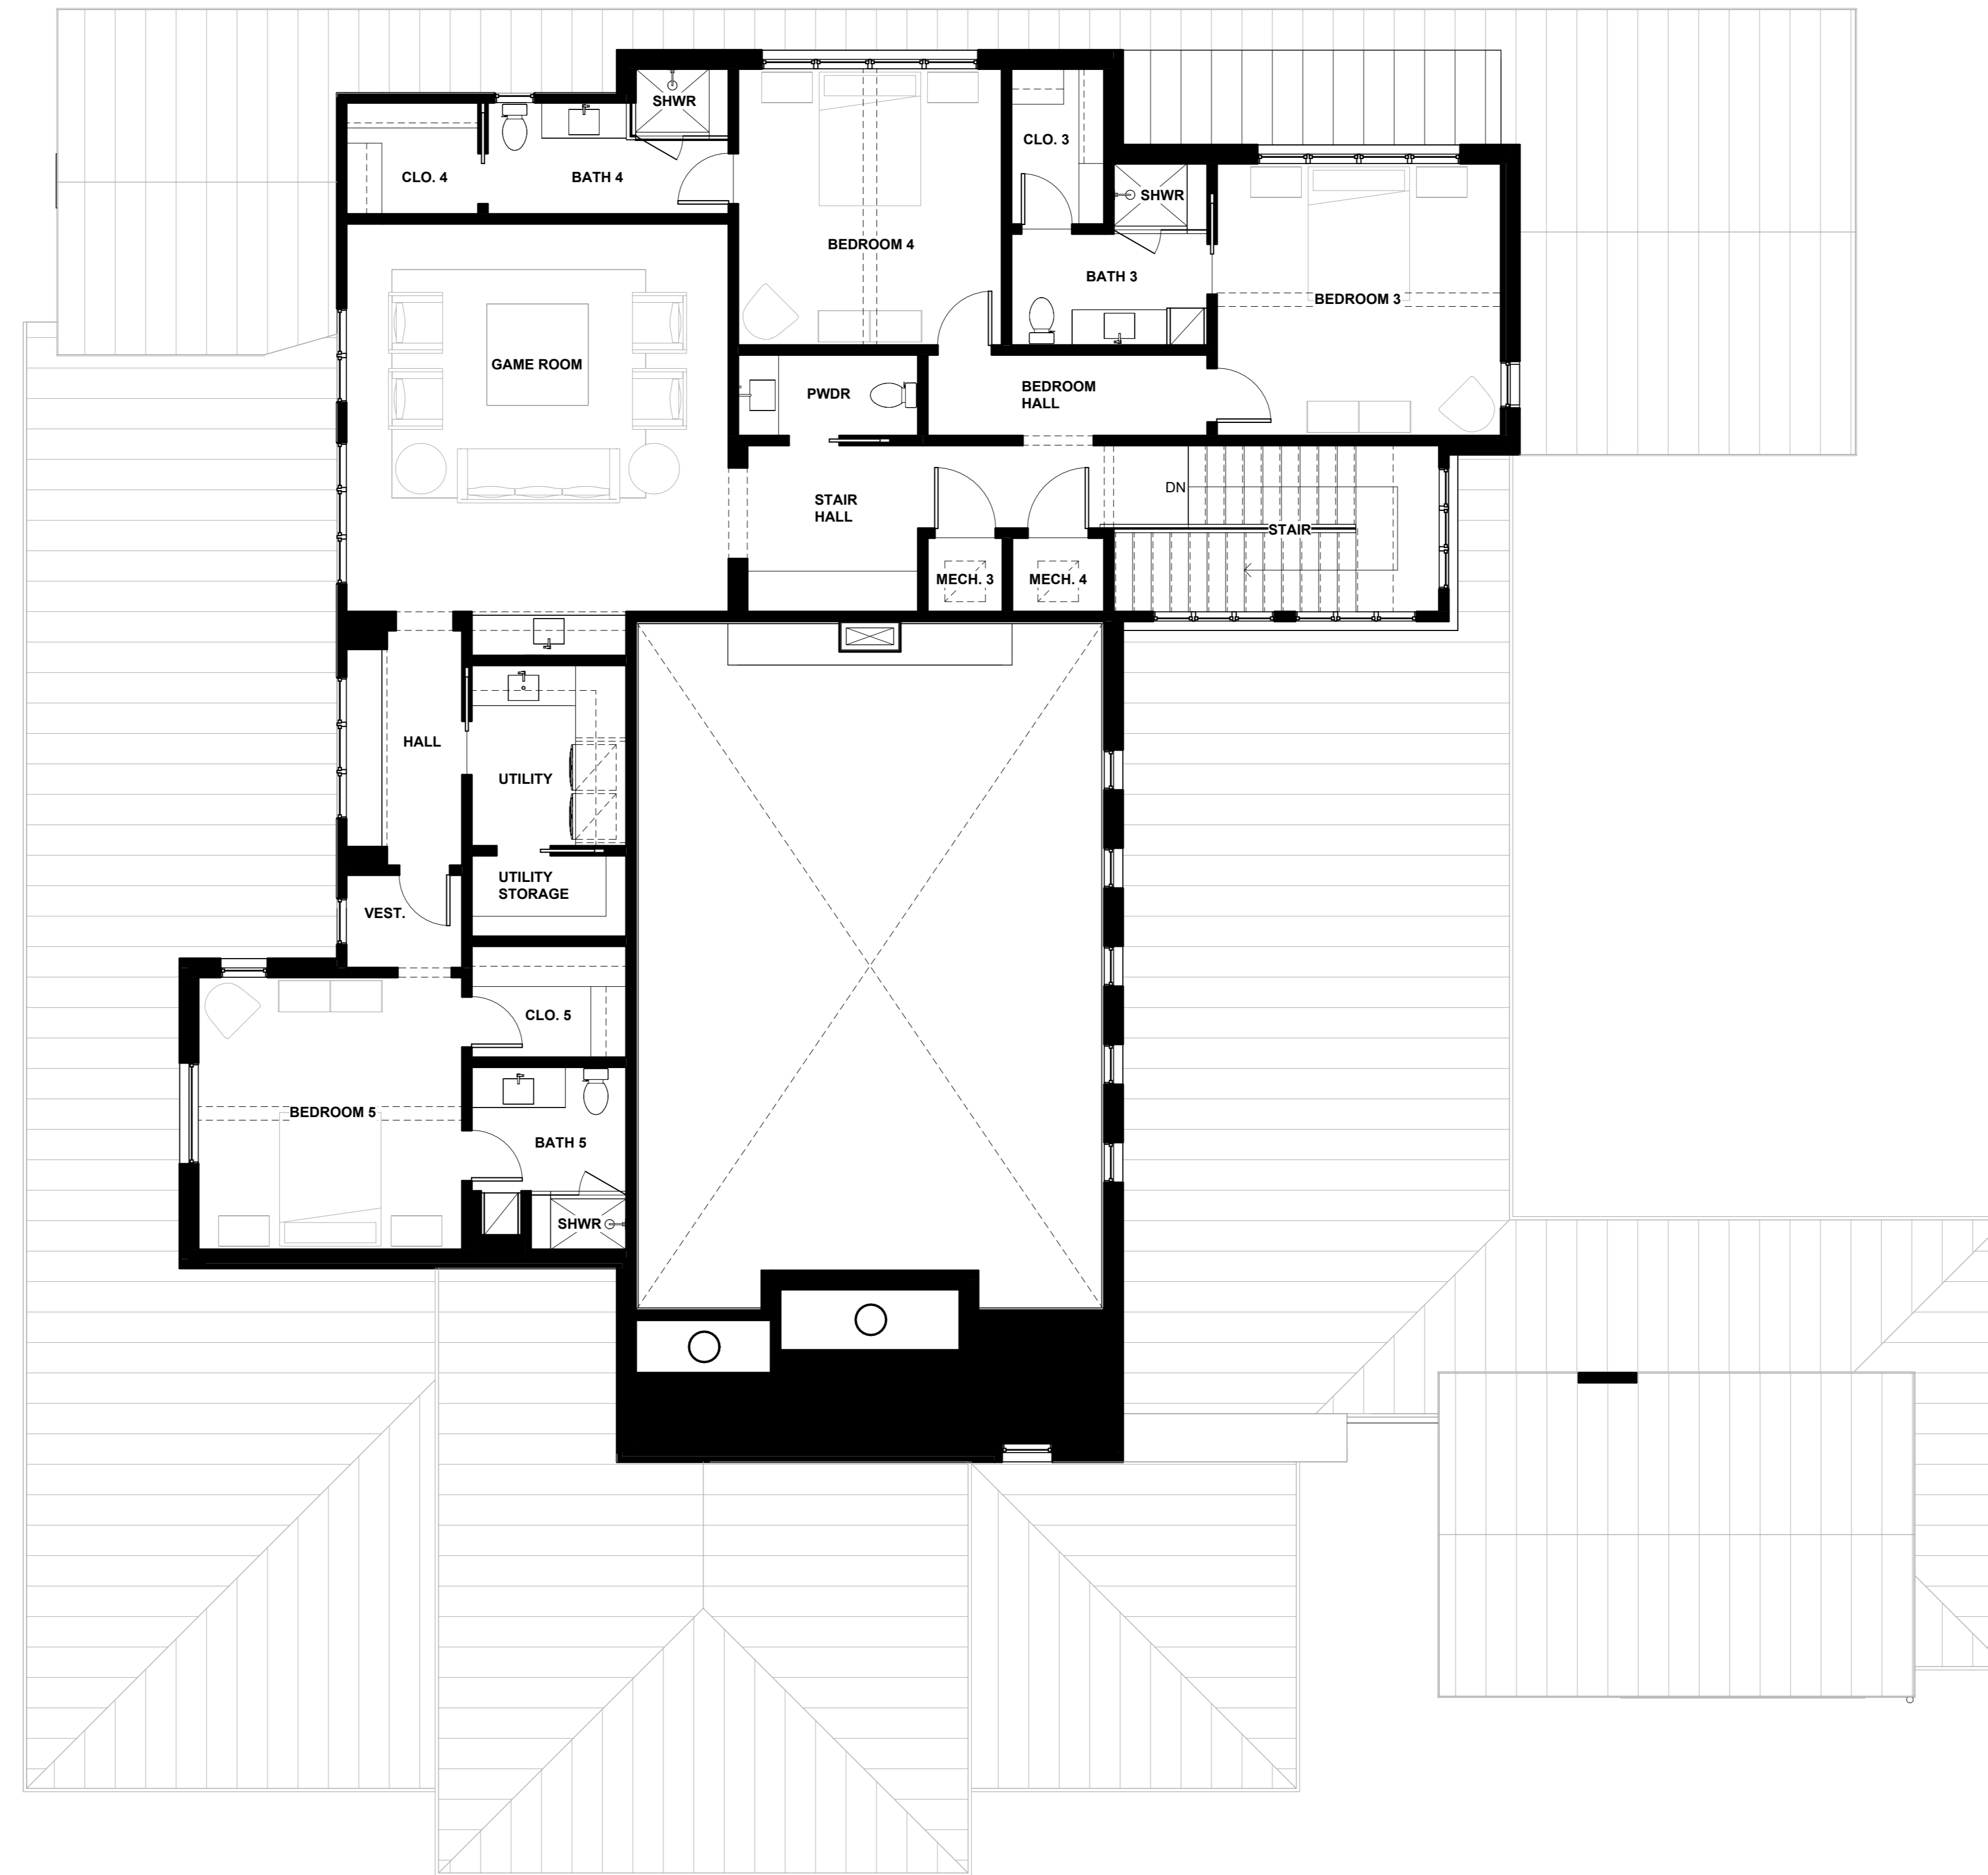 SHWR
CLO. 3
CLO. 4
BATH 4
SHWR
BEDROOM 4
BATH 3
BEDROOM 3
GAME ROOM
PWDR
BEDROOM
HALL
DN
STAIR
HALL
STAIR
MECH. 3
MECH. 4
HALL
UTILITY
UTILITY
STORAGE
VEST.
CLO. 5
BEDROOM 5
BATH 5
SHWR